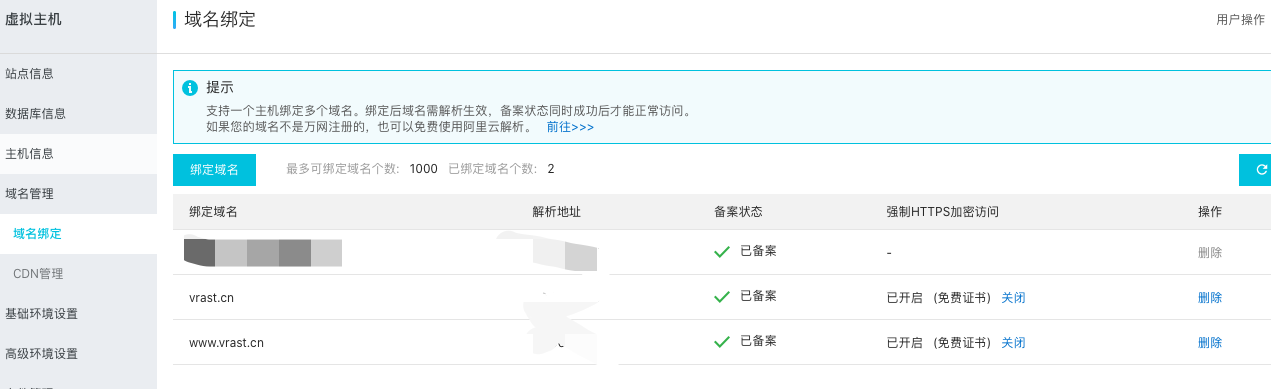 虚拟主机
域名绑定
用户操作
站点信息
数据库信息
主机信息
域名管理
域名绑定
CDN管理
基础环境设置
高级环境设置
提示
支持一个主机绑定多个域名。绑定后域名需解析生效，备案状态同时成功后才能正常访问。
如果您的域名不是万网注册的，也可以免费使用阿里云解析。 前往>>>
绑定域名 最多可绑定域名个数: 1000 已绑定域名个数: 2
绑定域名 解析地址 备案状态 强制HTTPS加密访问 操作
已备案 - 删除
vrast.cn 已备案 已开启 (免费证书) 关闭 删除
www.vrast.cn 已备案 已开启 (免费证书) 关闭 删除